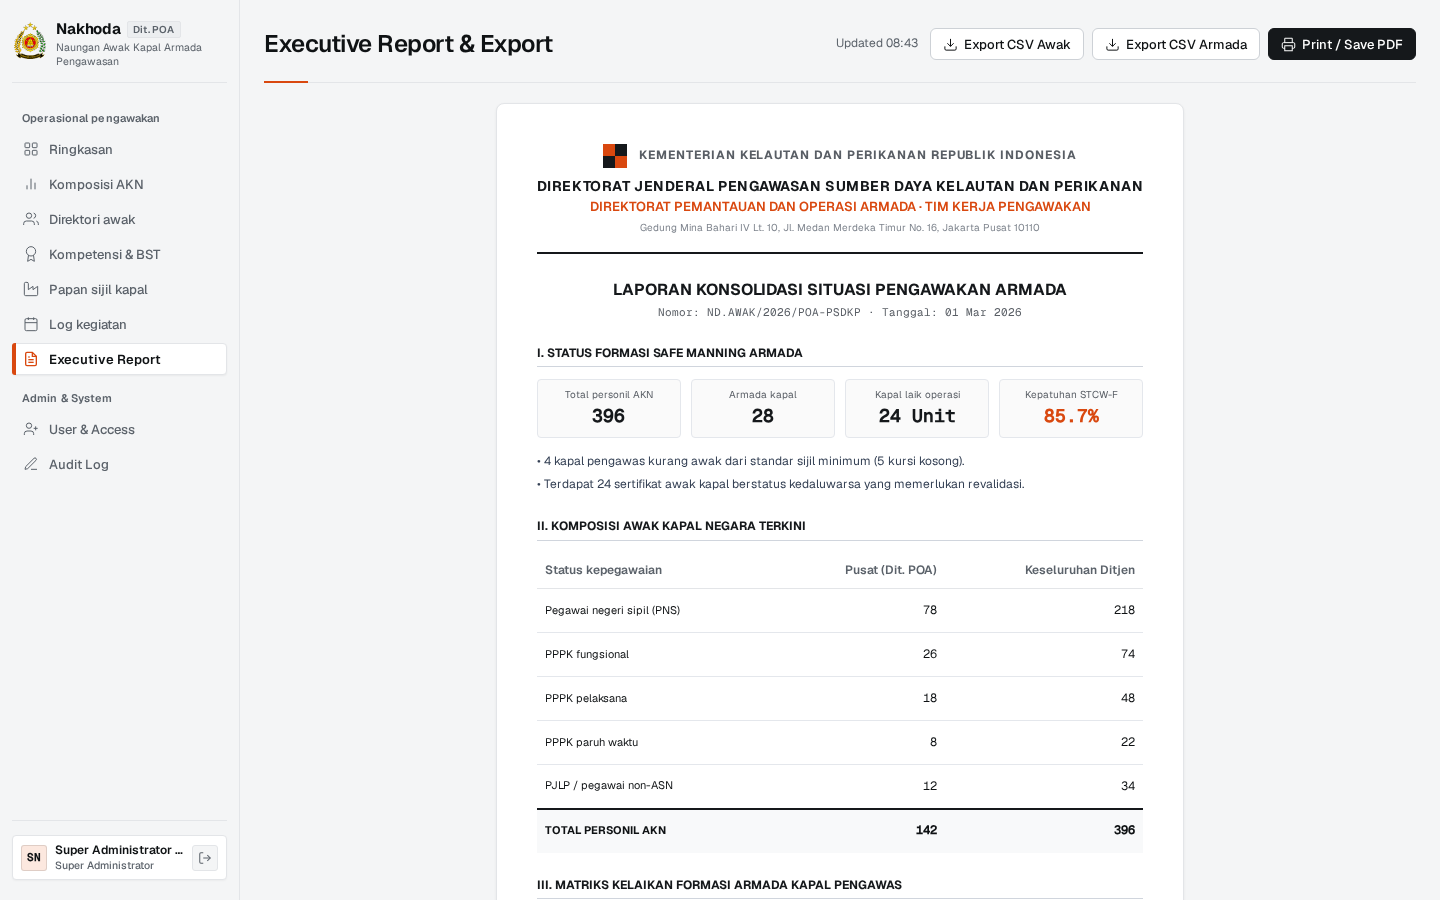 Nakhoda Dit. POA
Naungan Awak Kapal Armada
Pengawasan
Operasional pengawakan
Ringkasan
Komposisi AKN
Direktori awak
Kompetensi & BST
Papan sijil kapal
Log kegiatan
Executive Report
Admin & System
User & Access
Audit Log
SN
Super Administrator ...
Super Administrator
Executive Report & Export
Updated 08:43
Export CSV Awak
Export CSV Armada
Print / Save PDF
KEMENTERIAN KELAUTAN DAN PERIKANAN REPUBLIK INDONESIA
DIREKTORAT JENDERAL PENGAWASAN SUMBER DAYA KELAUTAN DAN PERIKANAN
DIREKTORAT PEMANTAUAN DAN OPERASI ARMADA · TIM KERJA PENGAWAKAN
Gedung Mina Bahari IV Lt. 10, Jl. Medan Merdeka Timur No. 16, Jakarta Pusat 10110
LAPORAN KONSOLIDASI SITUASI PENGAWAKAN ARMADA
Nomor: ND.AWAK/2026/POA-PSDKP · Tanggal: 01 Mar 2026
I. STATUS FORMASI SAFE MANNING ARMADA
Total personil AKN
396
Armada kapal
28
Kapal laik operasi
24 Unit
Kepatuhan STCW-F
85.7%
• 4 kapal pengawas kurang awak dari standar sijil minimum (5 kursi kosong).
• Terdapat 24 sertifikat awak kapal berstatus kedaluwarsa yang memerlukan revalidasi.
II. KOMPOSISI AWAK KAPAL NEGARA TERKINI
Status kepegawaian Pusat (Dit. POA) Keseluruhan Ditjen
Pegawai negeri sipil (PNS) 78 218
PPPK fungsional 26 74
PPPK pelaksana 18 48
PPPK paruh waktu 8 22
PJLP / pegawai non-ASN 12 34
TOTAL PERSONIL AKN 142 396
III. MATRIKS KELAIKAN FORMASI ARMADA KAPAL PENGAWAS